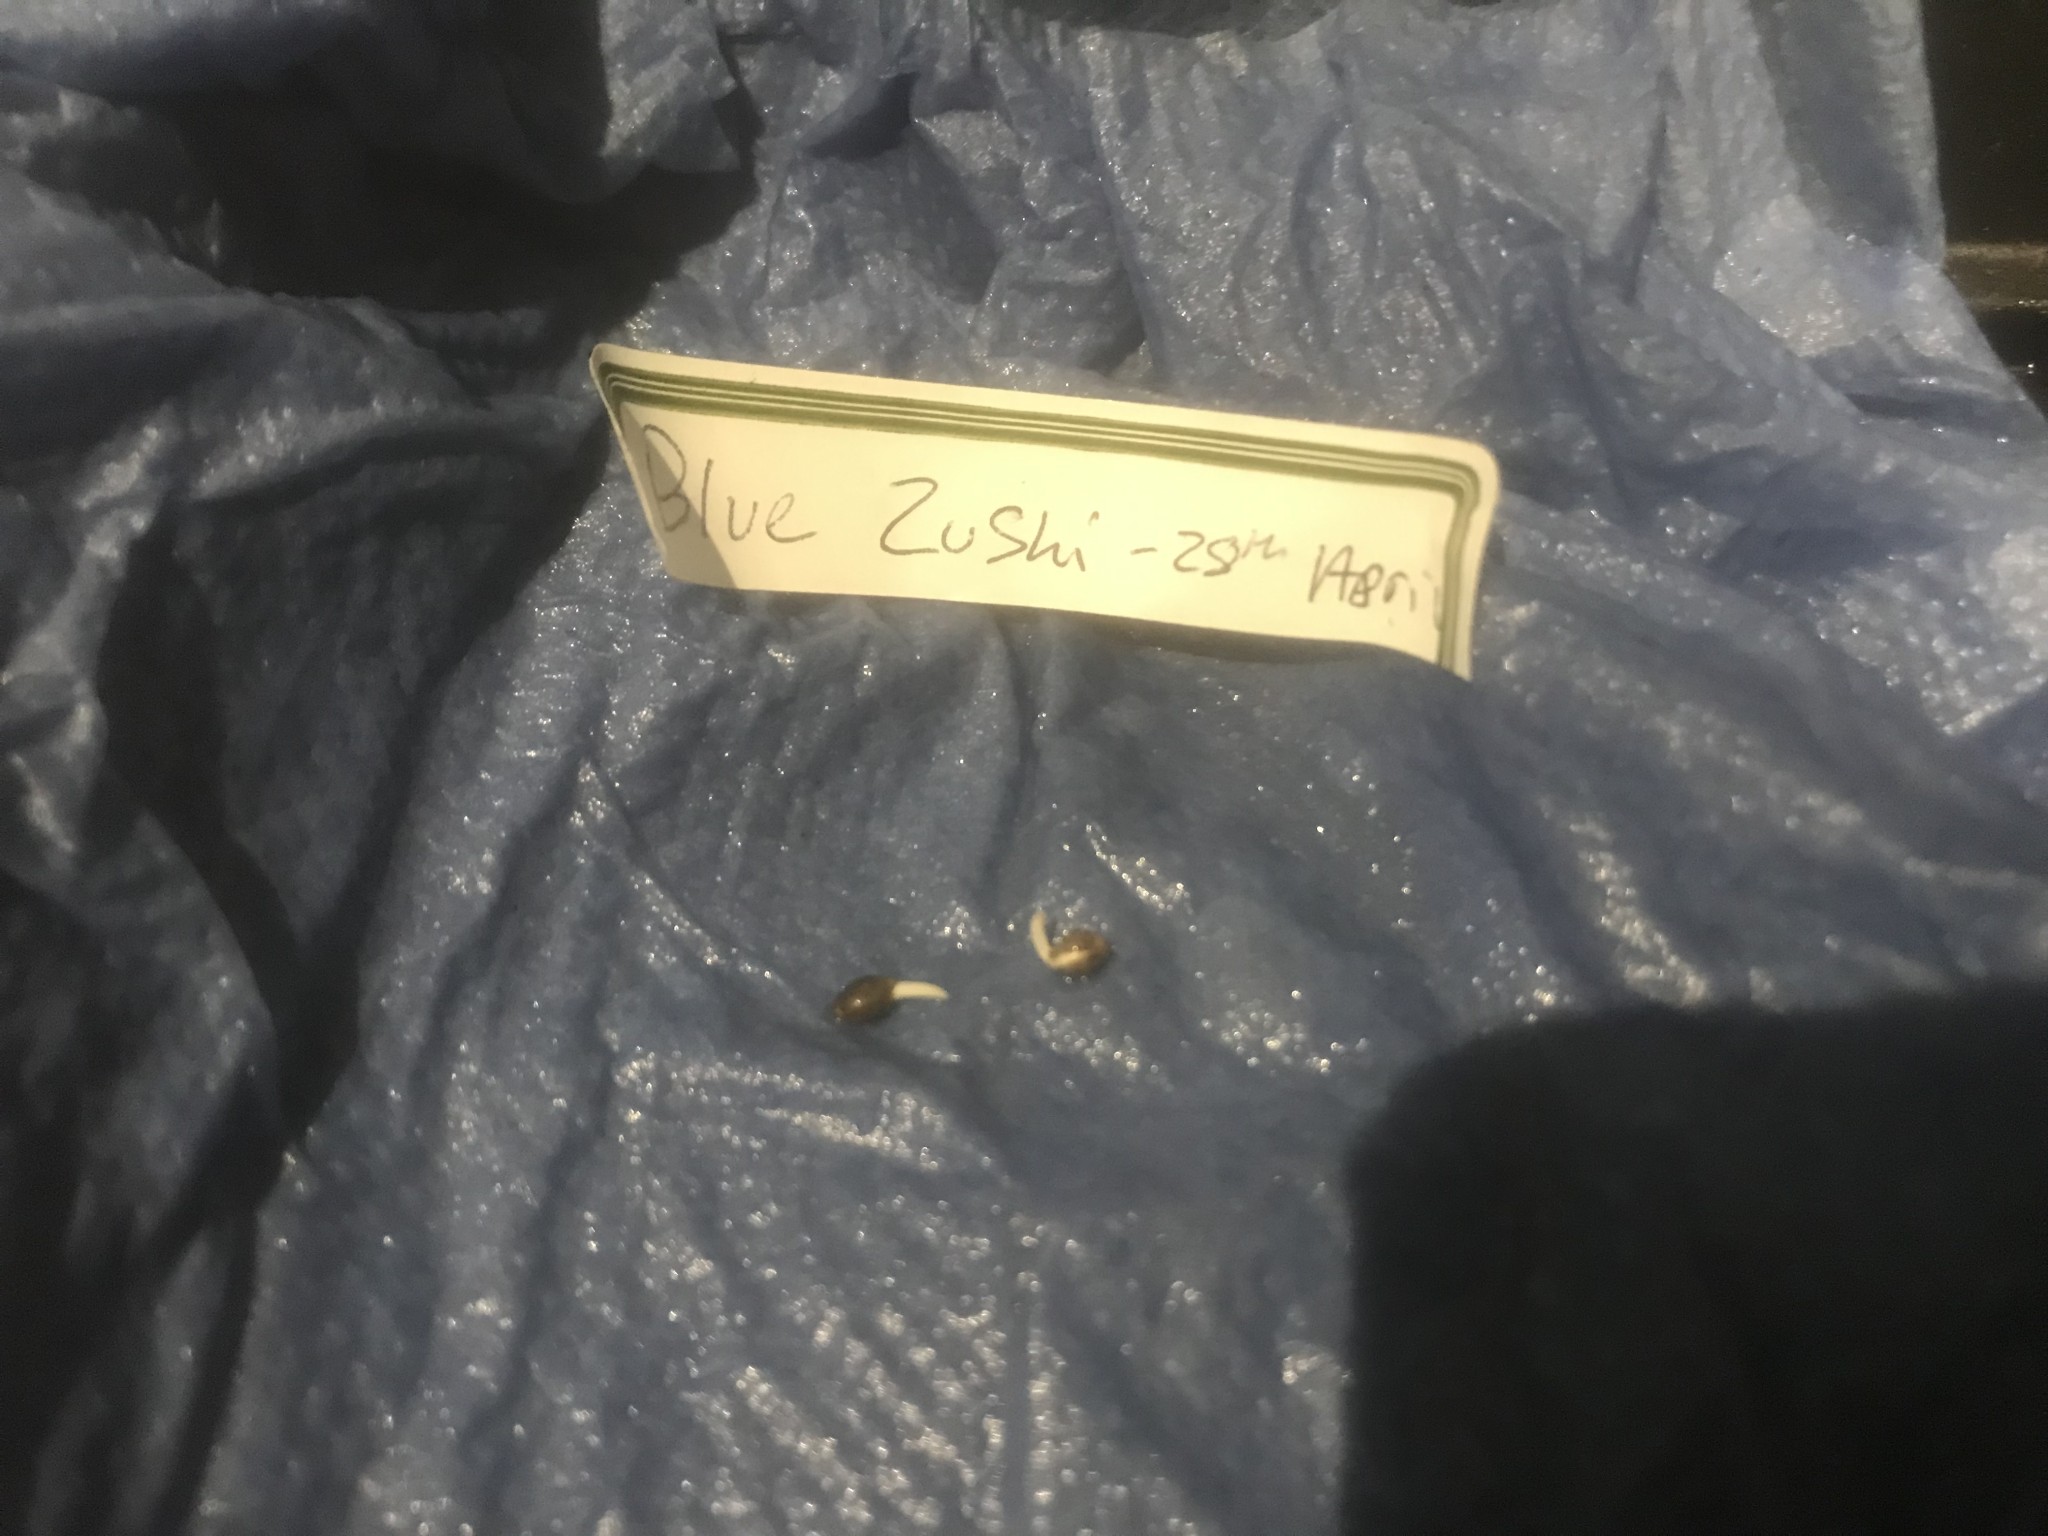 Blue Zushi - 28th April